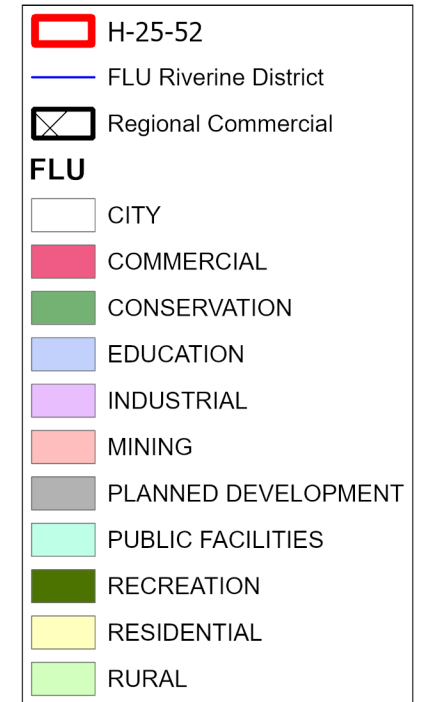 H-25-52
FLU Riverine District
Regional Commercial
FLU
CITY
COMMERCIAL
CONSERVATION
EDUCATION
INDUSTRIAL
MINING
PLANNED DEVELOPMENT
PUBLIC FACILITIES
RECREATION
RESIDENTIAL
RURAL